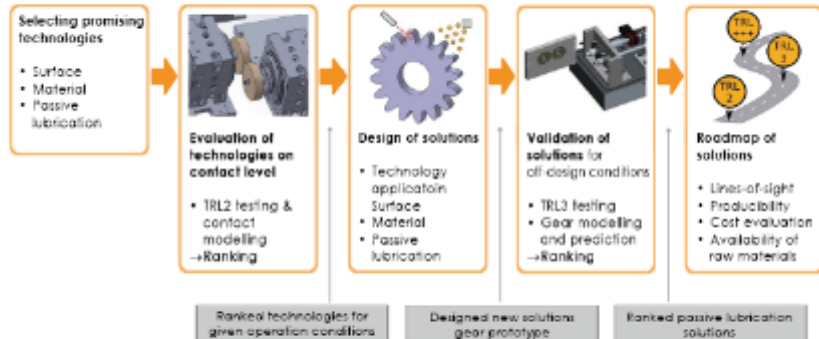 Selecting promising
technologies
• Surface
• Material
• Passive
lubrication
Evaluation of
technologies on
contact level
• TRL2 testing &
contact
modelling
→Ranking
Design of solutions
• Technology
applicatoin
Surface
• Material
• Passive
lubrication
Validation of
solutions for
off-design conditions
• TRL3 testing
• Gear modelling
and prediction
→Ranking
TRL
+++
TRL
3
TRL
2
Roadmap of
solutions
• Lines-of-sight
• Producibility
• Cost evaluation
• Availability of
raw materials
Ranked technologies for
given operation conditions
Designed new solutions
gear prototype
Ranked passive lubrication
solutions